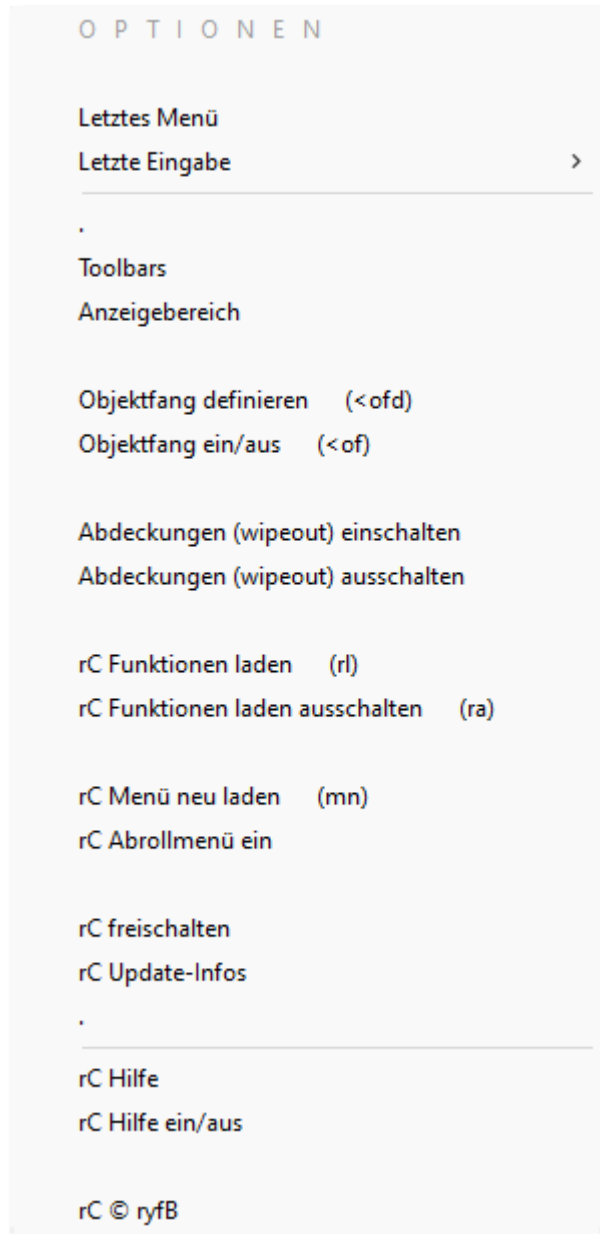 O P T I O N E N
Letztes Menü
Letzte Eingabe >
.
Toolbars
Anzeigebereich
Objektfang definieren (<ofd)
Objektfang ein/aus (<of)
Abdeckungen (wipeout) einschalten
Abdeckungen (wipeout) ausschalten
rC Funktionen laden (rl)
rC Funktionen laden ausschalten (ra)
rC Menü neu laden (mn)
rC Abrollmenü ein
rC freischalten
rC Update-Infos
.
rC Hilfe
rC Hilfe ein/aus
rC © ryfB